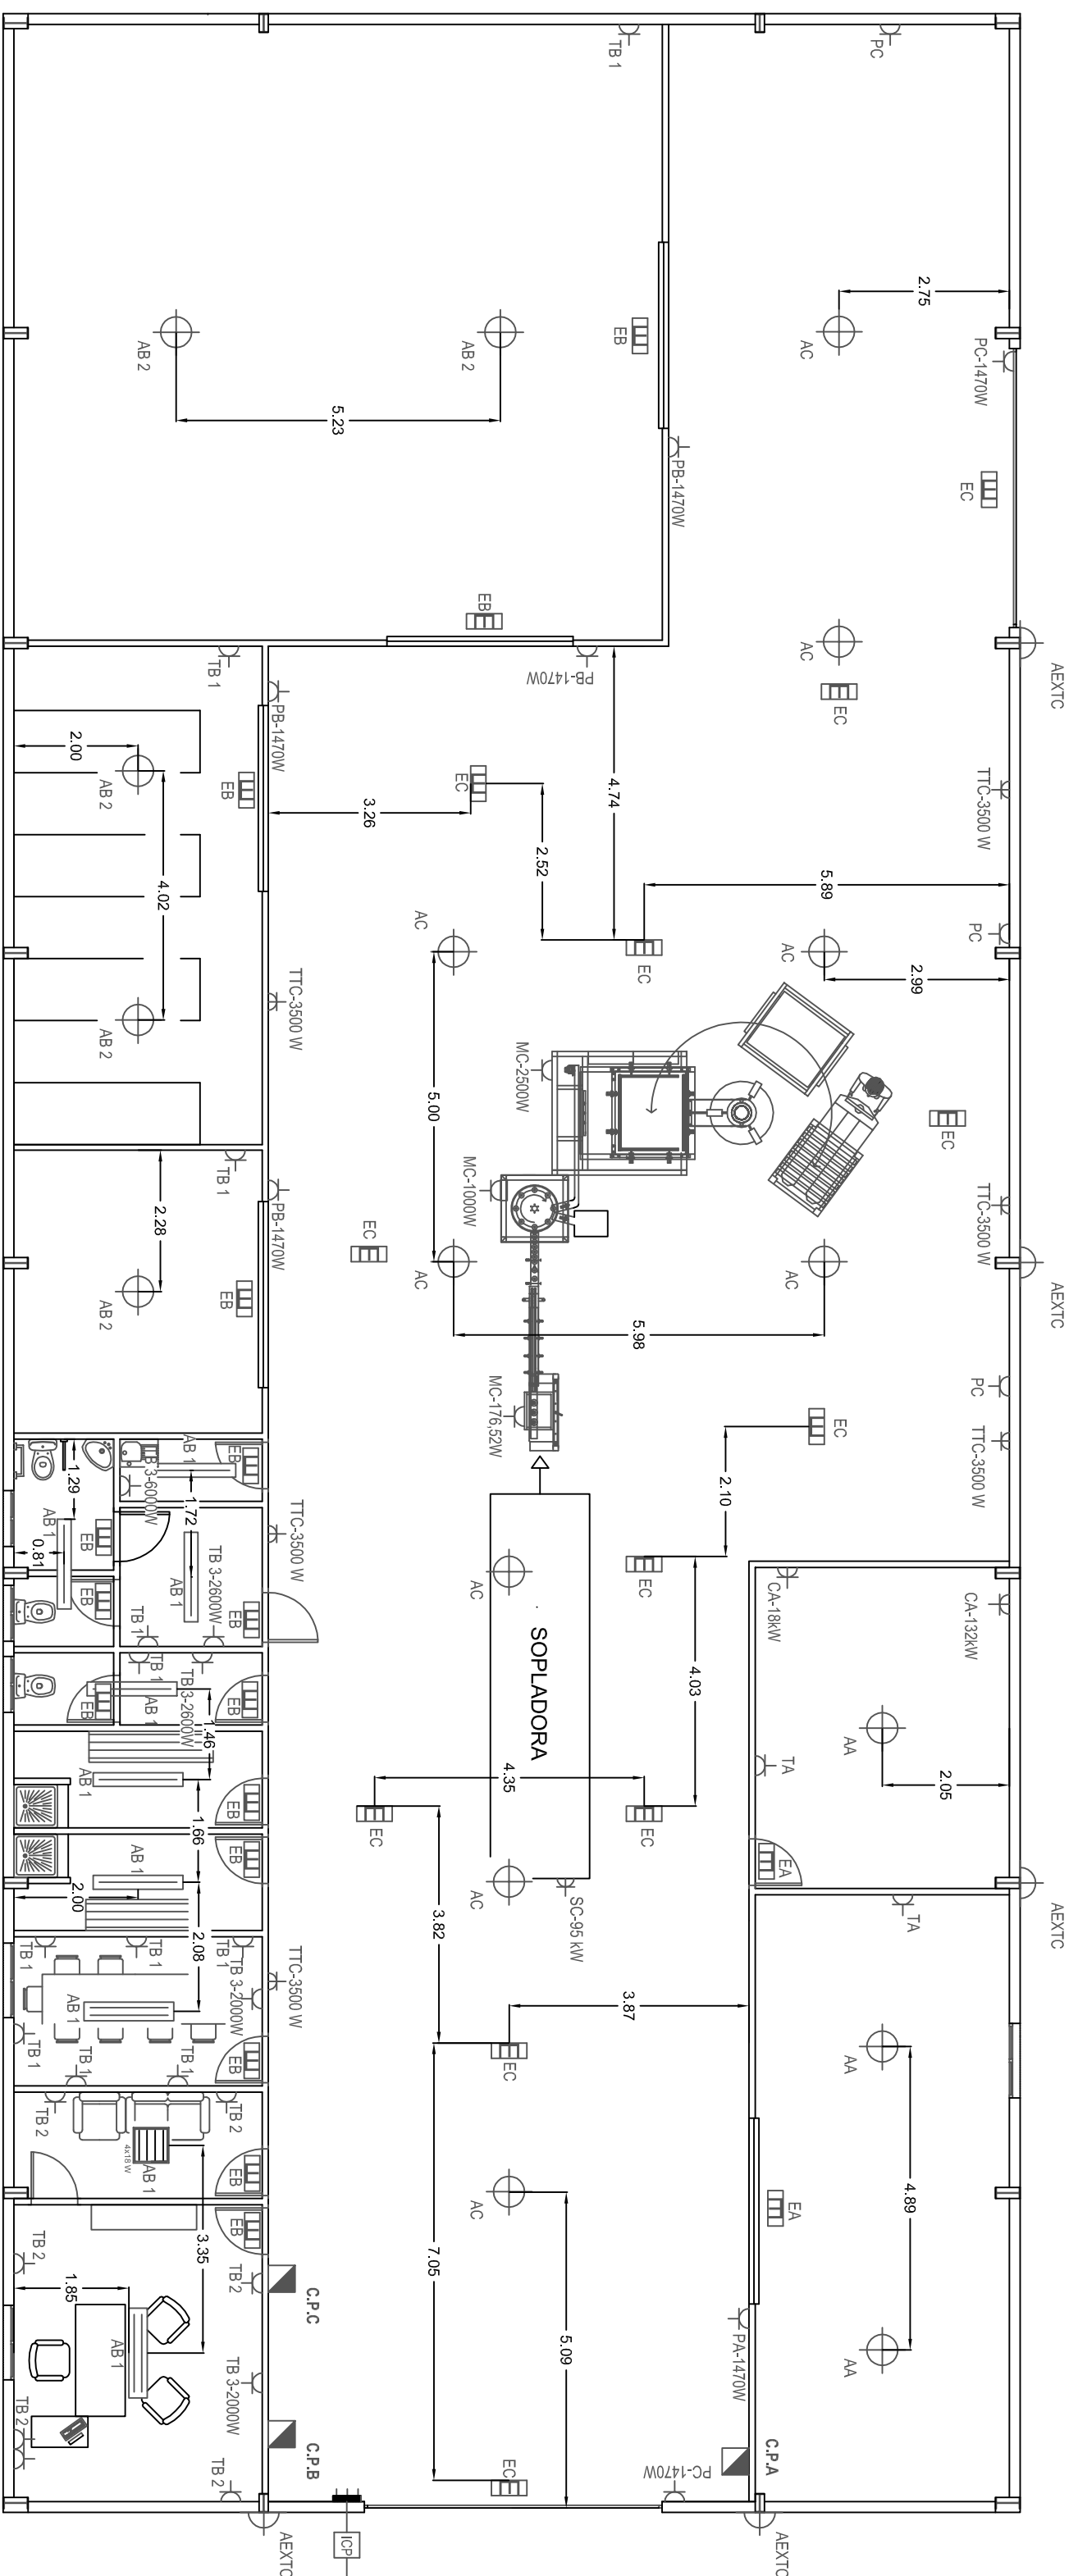 TB 1
PC
2.75
AB 2
AB 2
EB
AC
PC-1470W
5.23
PB-1470W
EC
EB
AC
AEXTC
TB 1
PB-1470W
EC
PB-1470W
2.00
AB 2
EB
EC
4.74
TTC-3500 W
3.26
2.52
4.02
5.89
AC
EC
AC
PC
2.99
AB 2
TTC-3500 W
MC-2500W
5.00
EC
TB 1
PB-1470W
MC-1000W
TTC-3500 W
2.28
EC
AB 2
EB
AC
AC
AEXTC
5.98
MC-176,52W
PC
EC
TTC-3500 W
2.10
AB 1
EB
TB 3-6000W
1.29
1.72
AB 1
EB
0.81
TTC-3500 W
TB 3-2600W
AB 1
TB 1
EB
EB
AC
EC
CA-18kW
CA-132kW
SOPLADORA
4.03
TB 1
TB 3-2600W
AB 1
EB
EB
1.46
AA
TA
2.05
4.35
AB 1
EB
1.66
EC
EC
AB 1
EB
EA
2.00
AC
SC-95 kW
AEXTC
TA
3.82
2.08
TB 1
TB 1
TB 1
TB 3-2000W
TTC-3500 W
AB 1
3.87
TB 1
TB 1
TB 1
EB
EC
AA
TB 2
TB 2
4x18 W
AB 1
EB
4.89
EB
AC
EA
3.35
7.05
TB 2
TB 2
C.P.C
1.85
5.09
AB 1
PA-1470W
AA
TB 3-2000W
TB 2
C.P.B
C.P.A
TB 2
EC
PC-1470W
AEXTC
ICP
AEXTC